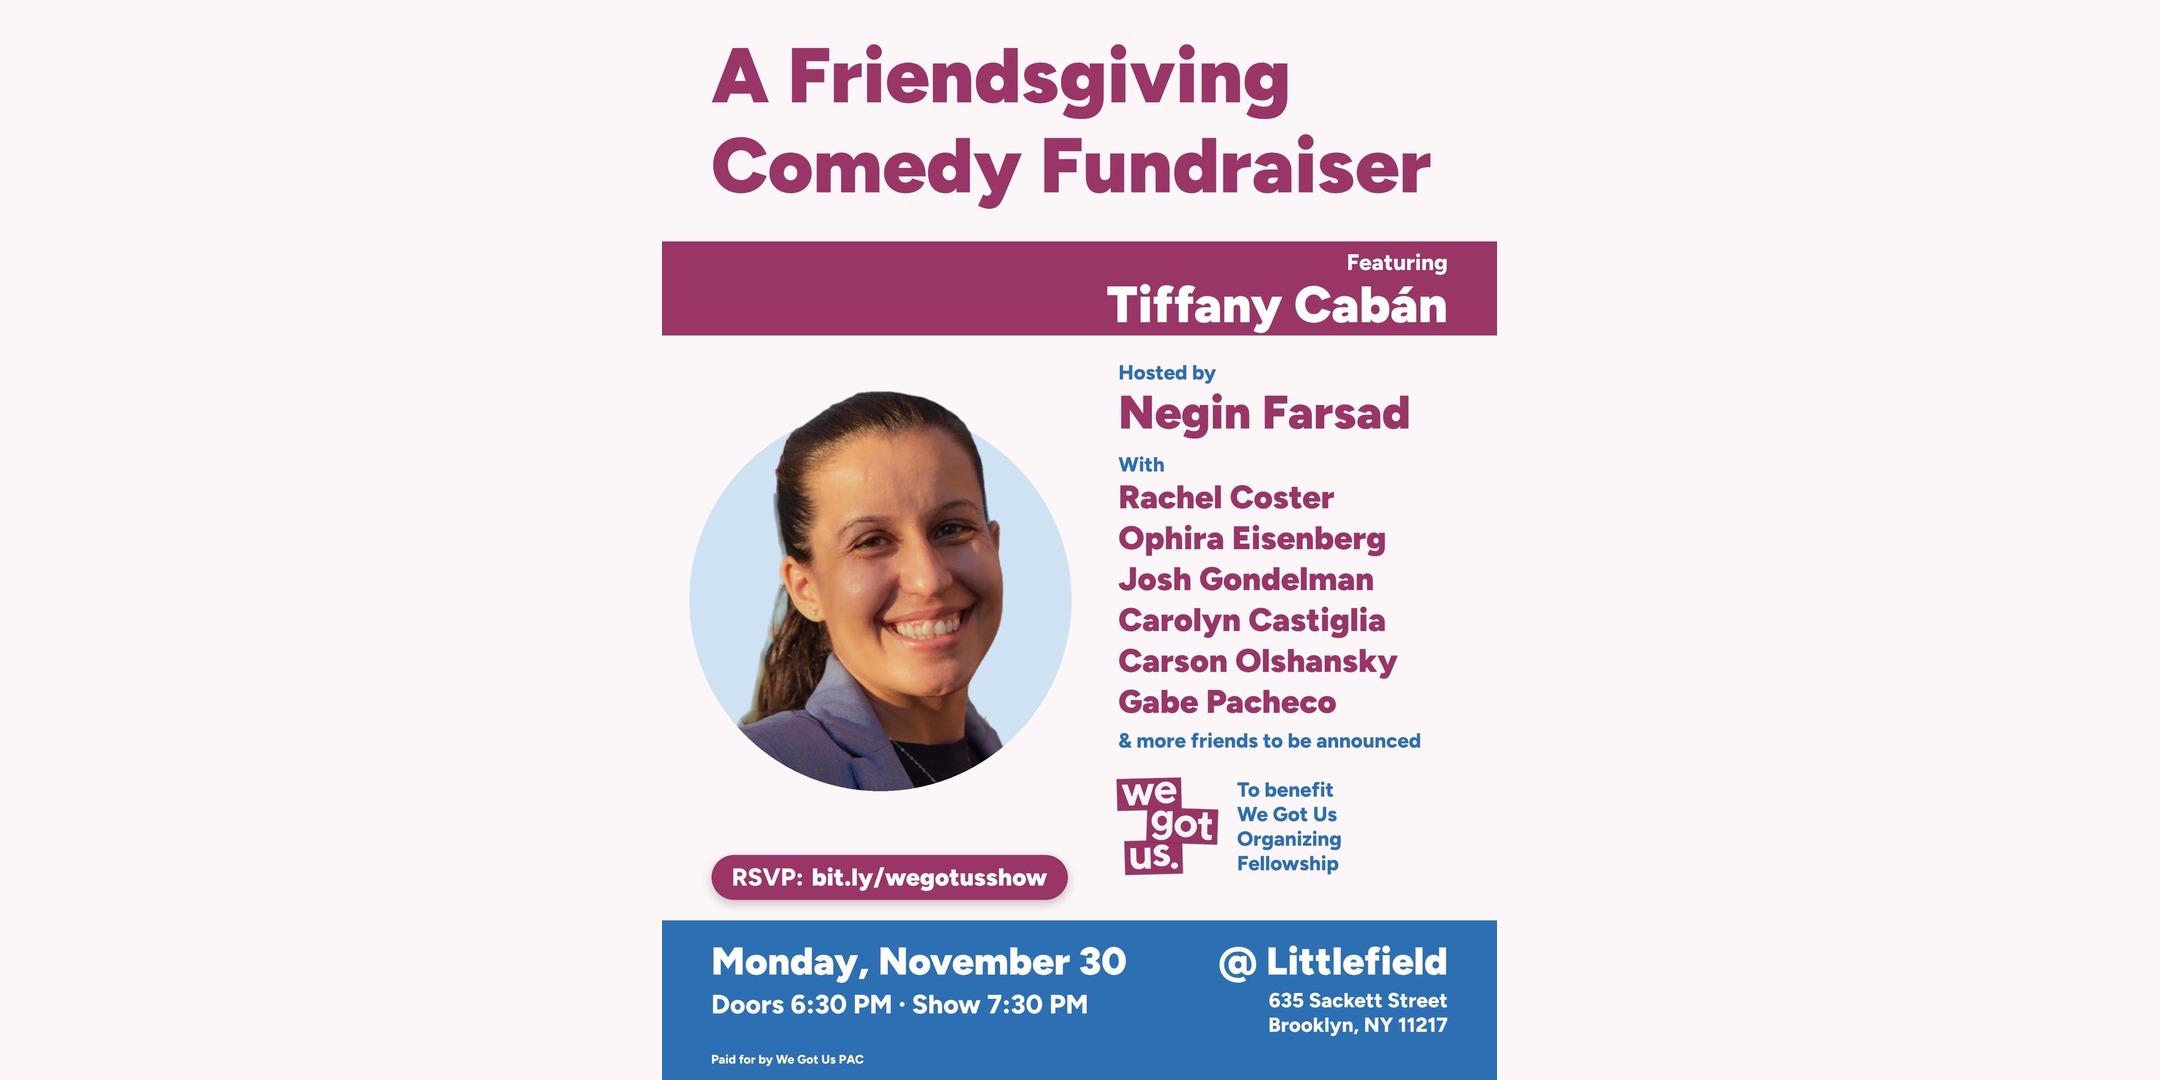 A Friendsgiving
Comedy Fundraiser
Featuring
Tiffany Cabán
Hosted by
Negin Farsad
With
Rachel Coster
Ophira Eisenberg
Josh Gondelman
Carolyn Castiglia
Carson Olshansky
Gabe Pacheco
& more friends to be announced
we
got
us.
To benefit
We Got Us
Organizing
Fellowship
RSVP: bit.ly/wegotusshow
Monday, November 30
Doors 6:30 PM · Show 7:30 PM
@ Littlefield
635 Sackett Street
Brooklyn, NY 11217
Paid for by We Got Us PAC